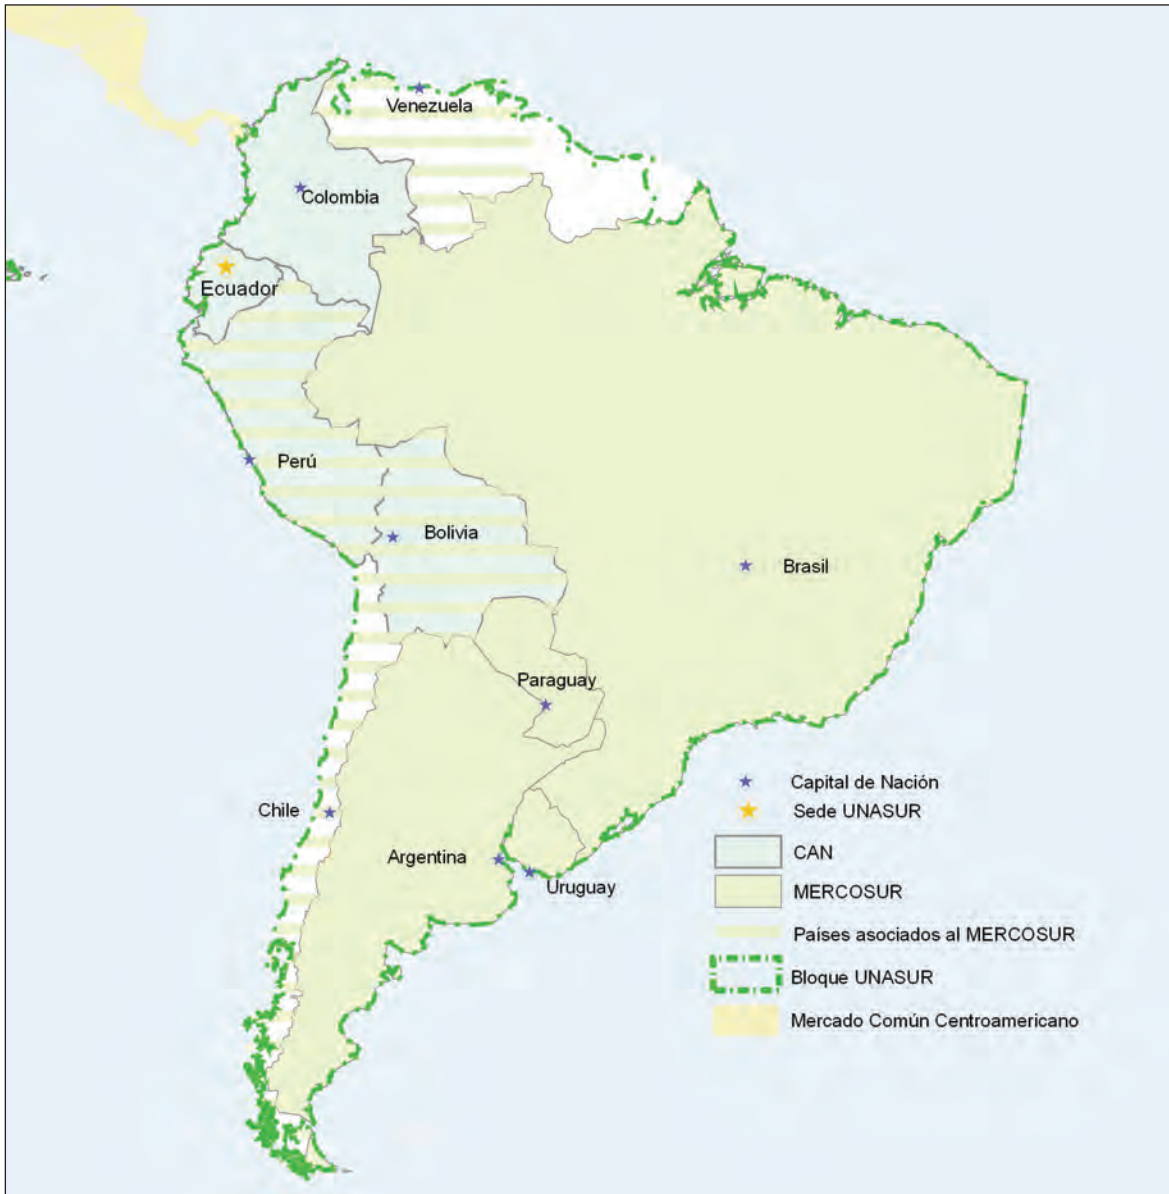 Venezuela
Colombia
Ecuador
Perú
Bolivia
Brasil
Paraguay
Chile
Argentina
Uruguay
Capital de Nación
Sede UNASUR
CAN
MERCOSUR
Países asociados al MERCOSUR
Bloque UNASUR
Mercado Común Centroamericano